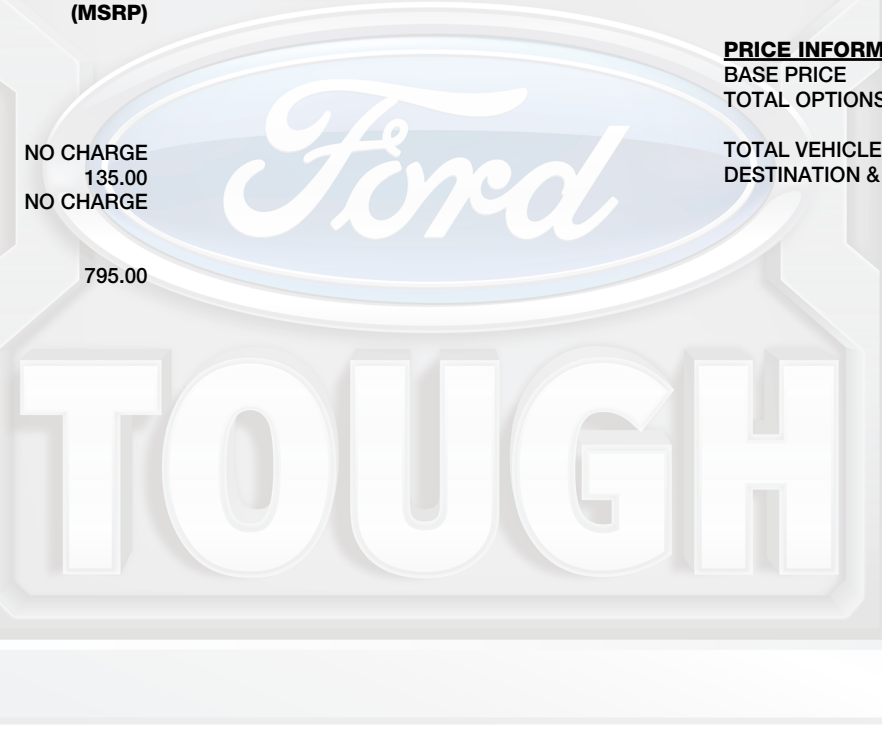 (MSRP)
NO CHARGE
135.00
NO CHARGE
795.00
PRICE INFORM
BASE PRICE
TOTAL OPTIONS
TOTAL VEHICLE
DESTINATION &
Ford
TOUGH